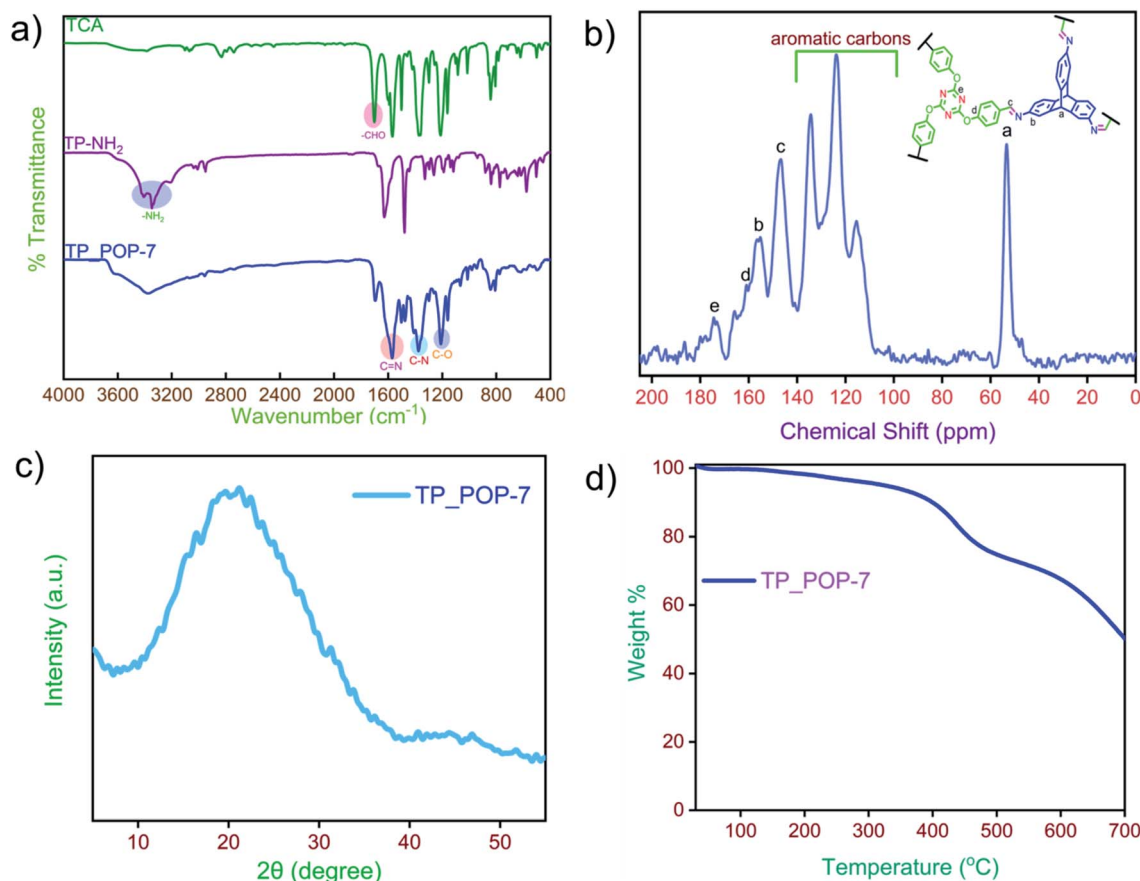 a)
TCA
-CHO
TP-NH₂
-NH₂
TP_POP-7
C=N
C-N
C-O
% Transmittance
4000 3200 2400 1600 1200 800 400
Wavenumber (cm⁻¹)
b)
aromatic carbons
e
d
b
c
a
N
N
N
N
N
N
O
O
O
e
d
c
b
a
200 180 160 140 120 100 80 60 40 20 0
Chemical Shift (ppm)
c)
TP_POP-7
Intensity (a.u.)
10 20 30 40 50
2θ (degree)
d)
100
80
60
40
20
0
TP_POP-7
Weight %
100 200 300 400 500 600 700
Temperature (°C)